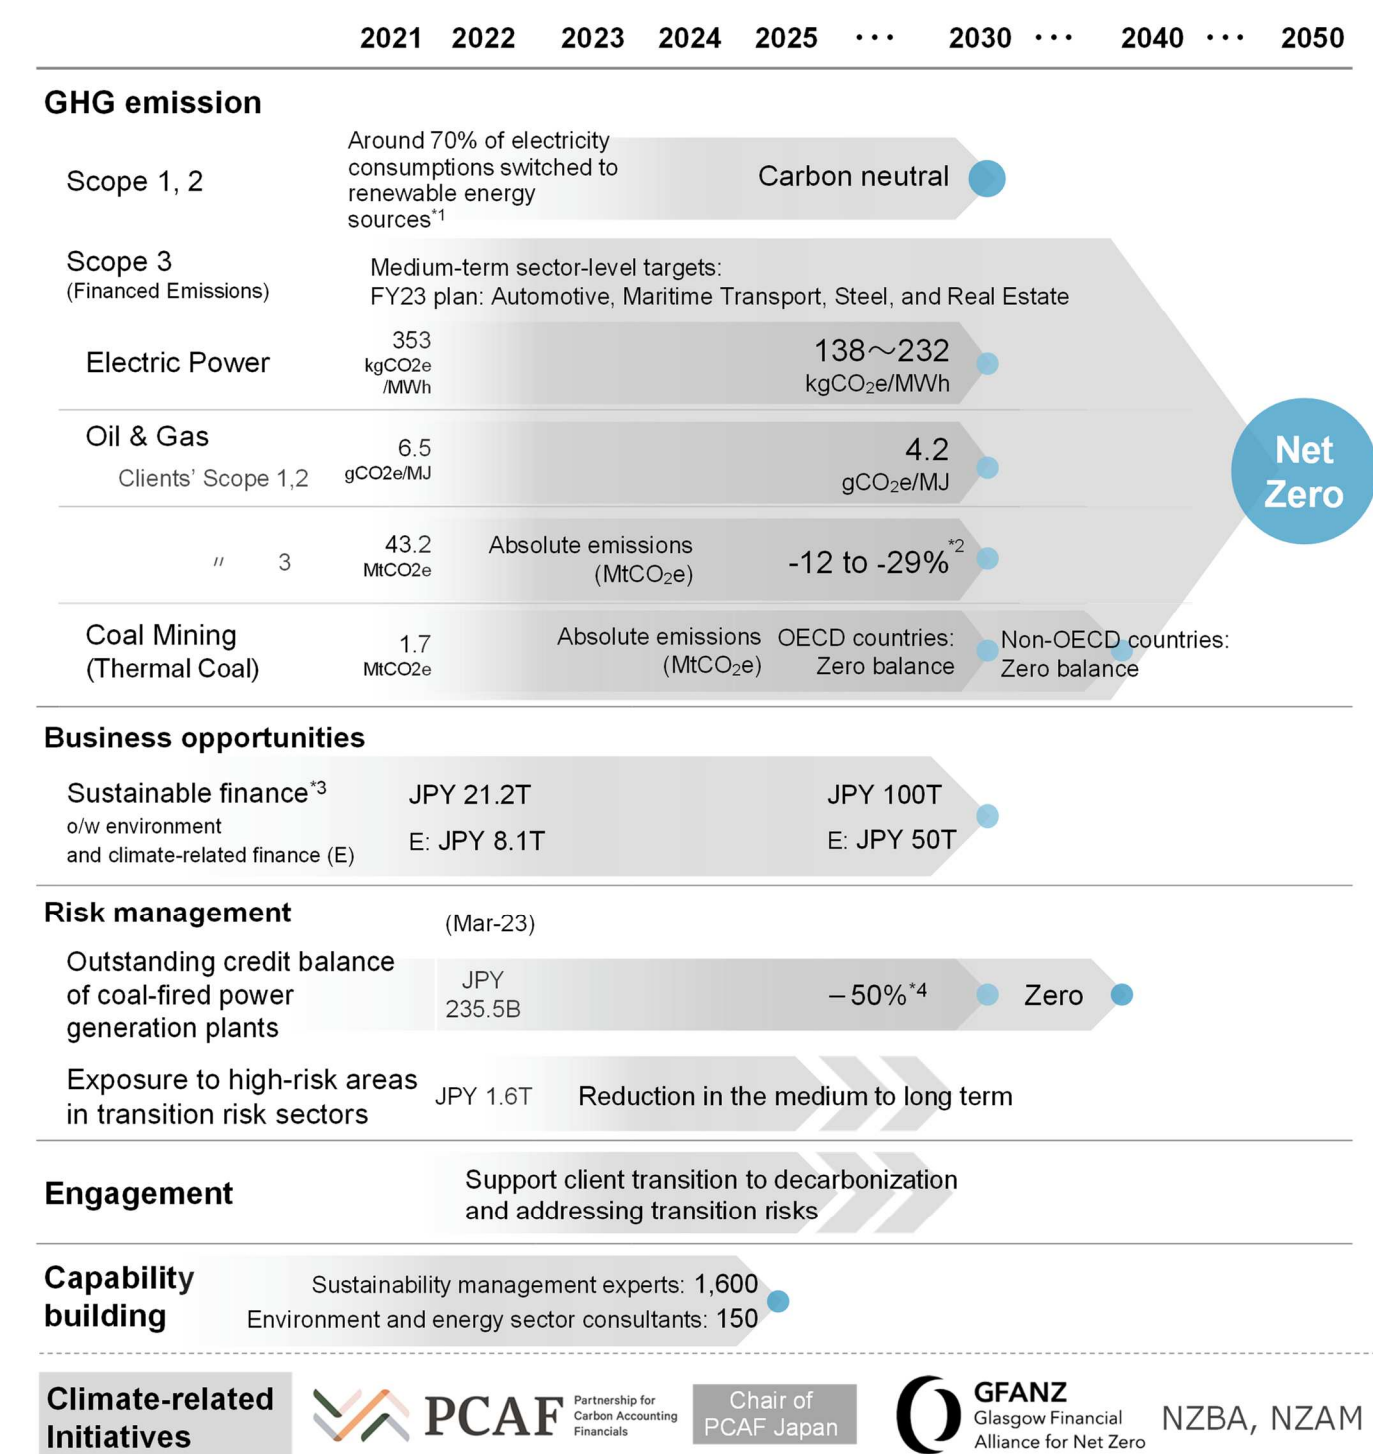 2021 2022 2023 2024 2025 ··· 2030 ··· 2040 ··· 2050
GHG emission
Scope 1, 2
Around 70% of electricity
consumptions switched to
renewable energy
sources*1
Carbon neutral
Scope 3
(Financed Emissions)
Medium-term sector-level targets:
FY23 plan: Automotive, Maritime Transport, Steel, and Real Estate
Electric Power
353
kgCO2e
/MWh
138～232
kgCO₂e/MWh
Oil & Gas
Clients' Scope 1,2
6.5
gCO2e/MJ
4.2
gCO₂e/MJ
Net
Zero
〃 3
43.2
MtCO2e
Absolute emissions
(MtCO₂e)
-12 to -29%*2
Coal Mining
(Thermal Coal)
1.7
MtCO2e
Absolute emissions
(MtCO₂e)
OECD countries:
Zero balance
Non-OECD countries:
Zero balance
Business opportunities
Sustainable finance*3
o/w environment
and climate-related finance (E)
JPY 21.2T
E: JPY 8.1T
JPY 100T
E: JPY 50T
Risk management
(Mar-23)
Outstanding credit balance
of coal-fired power
generation plants
JPY
235.5B
–50%*4
Zero
Exposure to high-risk areas
in transition risk sectors
JPY 1.6T
Reduction in the medium to long term
Engagement
Support client transition to decarbonization
and addressing transition risks
Capability
building
Sustainability management experts: 1,600
Environment and energy sector consultants: 150
Climate-related
Initiatives
PCAF
Partnership for
Carbon Accounting
Financials
Chair of
PCAF Japan
GFANZ
Glasgow Financial
Alliance for Net Zero
NZBA, NZAM